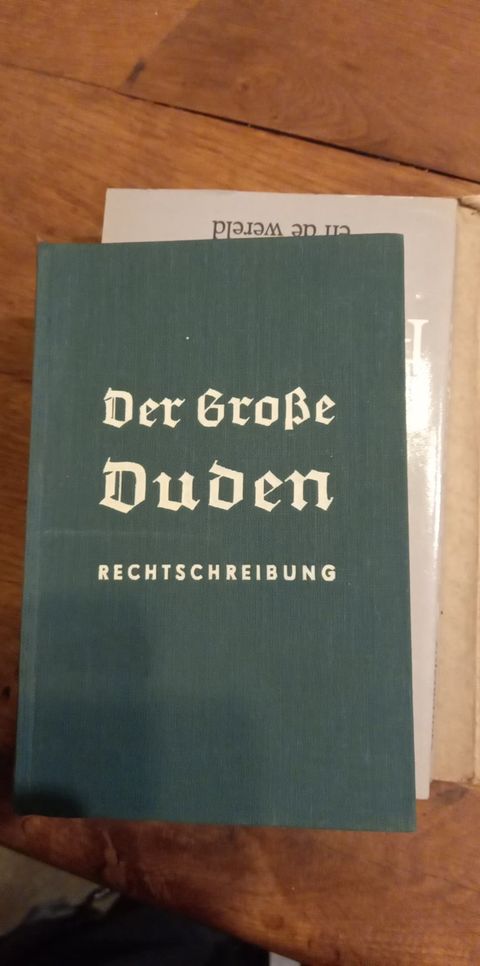 en de wereld
Der Große
Duden
RECHTSCHREIBUNG